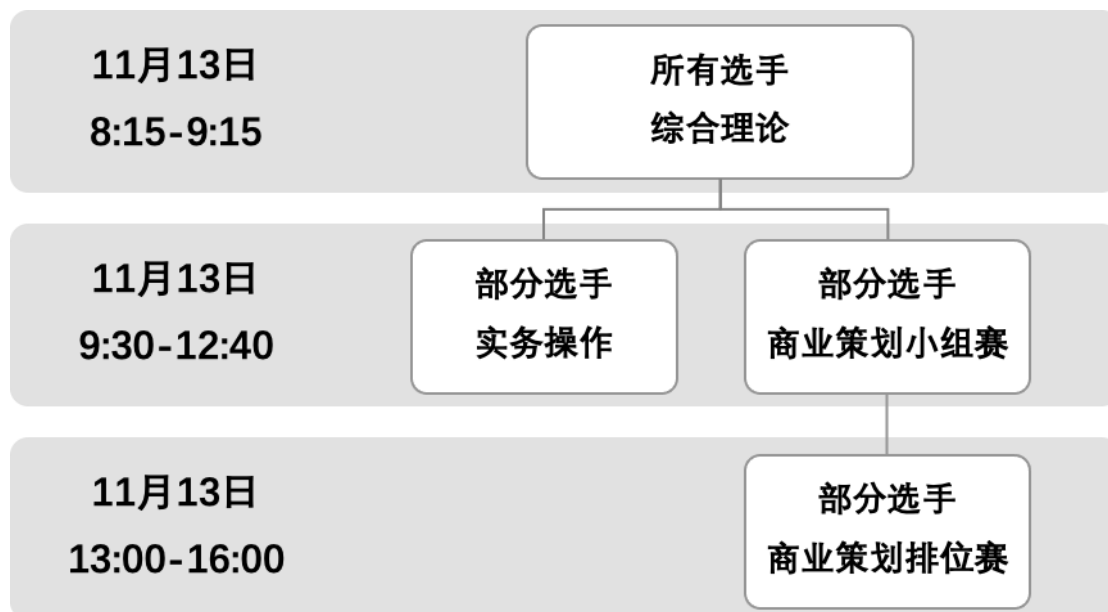 11月13日
8:15-9:15
所有选手
综合理论
11月13日
9:30-12:40
部分选手
实务操作
部分选手
商业策划小组赛
11月13日
13:00-16:00
部分选手
商业策划排位赛